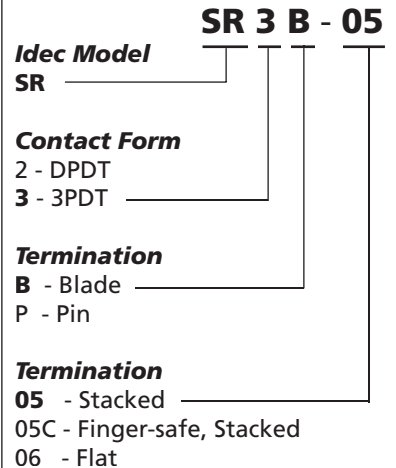 SR 3 B - 05
Idec Model
SR
Contact Form
2 - DPDT
3 - 3PDT
Termination
B - Blade
P - Pin
Termination
05 - Stacked
05C - Finger-safe, Stacked
06 - Flat